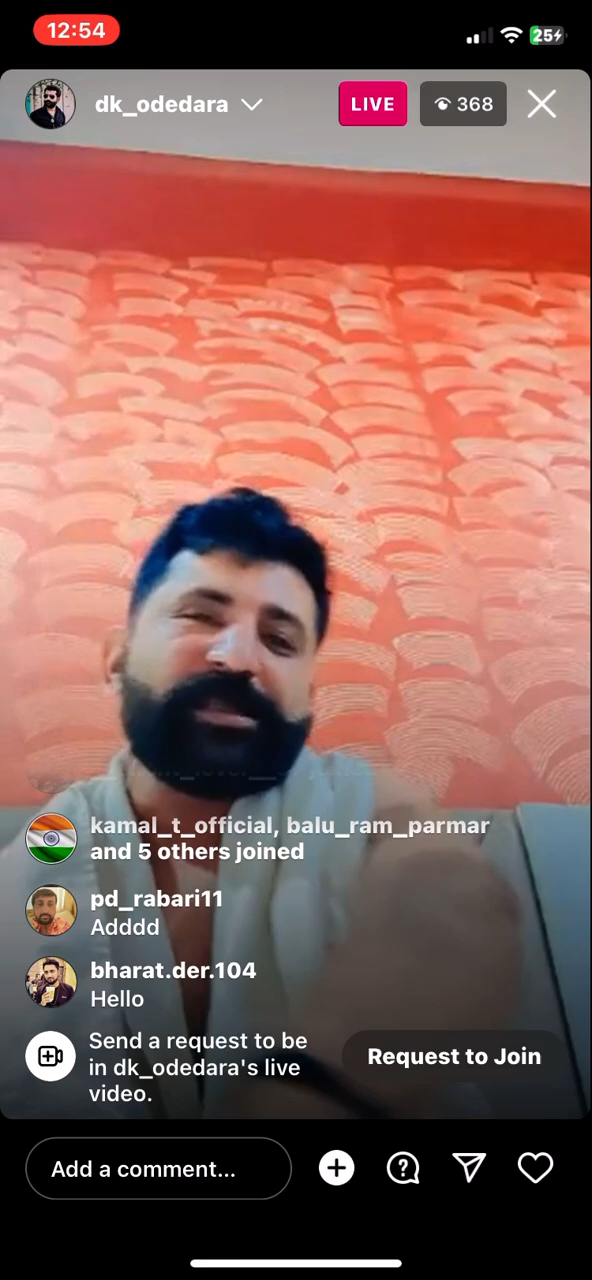 12:54
25
dk_odedara
LIVE
368
kamal_t_official, balu_ram_parmar
and 5 others joined
pd_rabari11
Adddd
bharat.der.104
Hello
Send a request to be
in dk_odedara's live
video.
Request to Join
Add a comment...